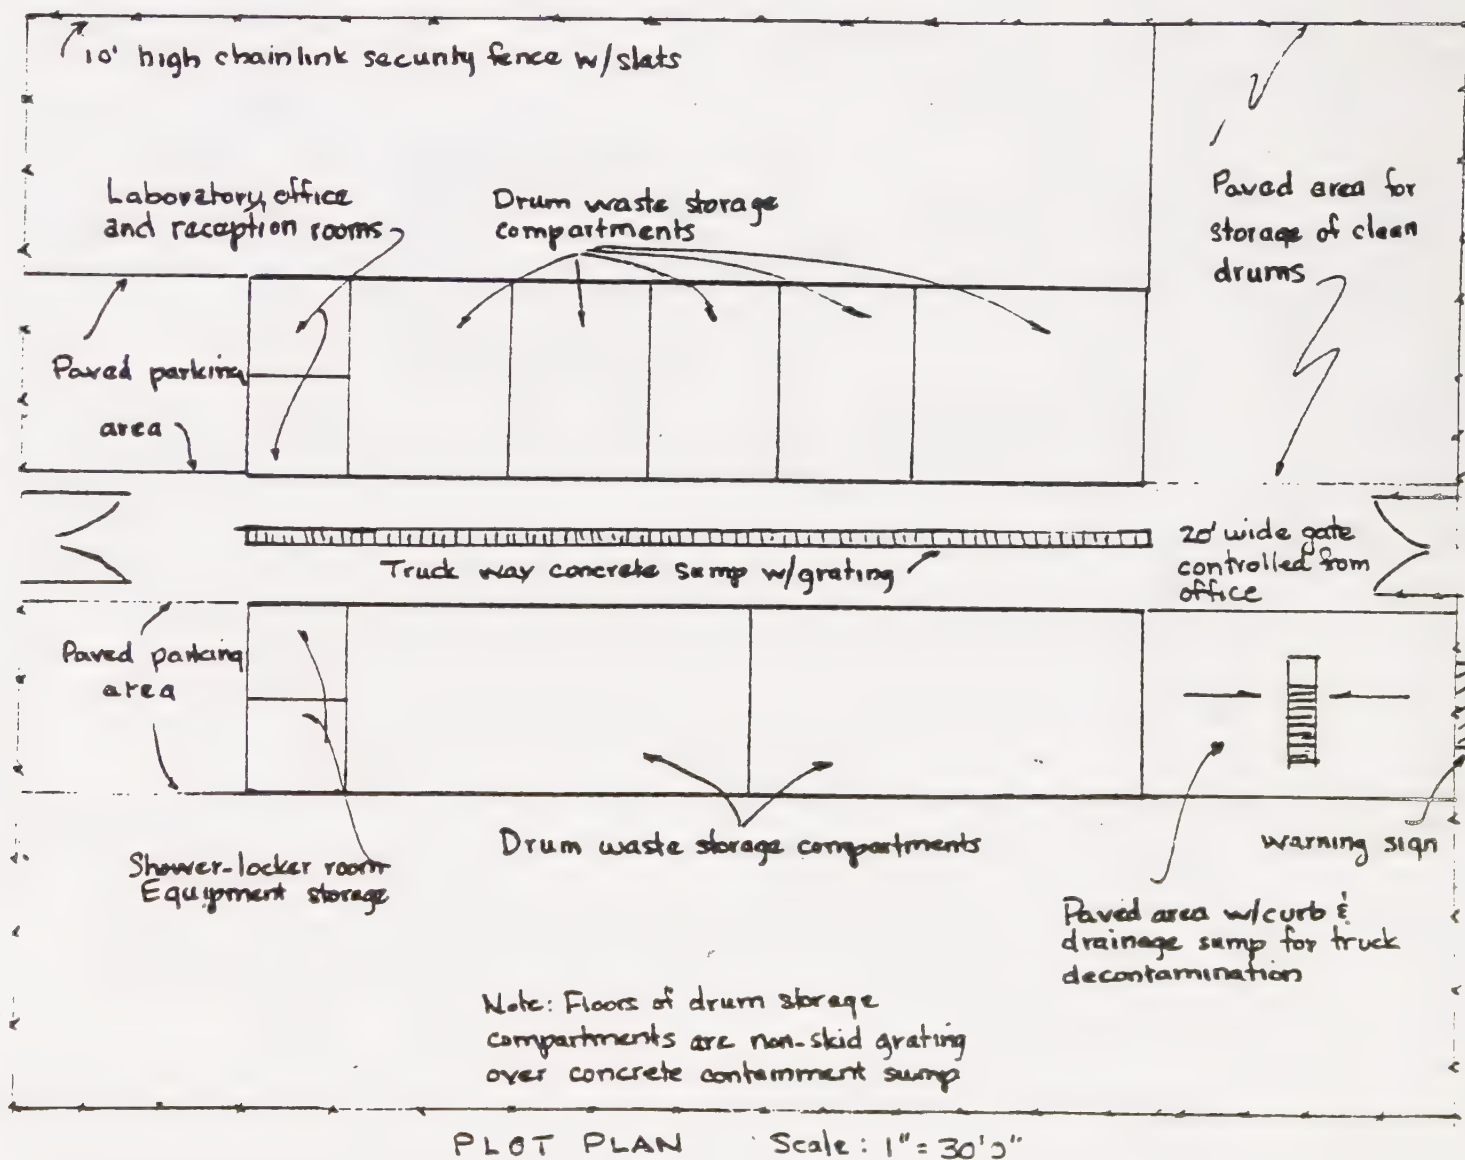 10' high chainlink security fence w/slats
Laboratory, office
and reception rooms
Drum waste storage
compartments
Paved area for
storage of clean
drums
Paved parking
area
Truck way concrete sump w/grating
20' wide gate
controlled from
office
Paved parking
area
Shower-locker room
Equipment storage
Drum waste storage compartments
Warning sign
Paved area w/curb &
drainage sump for truck
decontamination
Note: Floors of drum storage
compartments are non-skid grating
over concrete containment sump
PLOT PLAN Scale: 1" = 30'0"